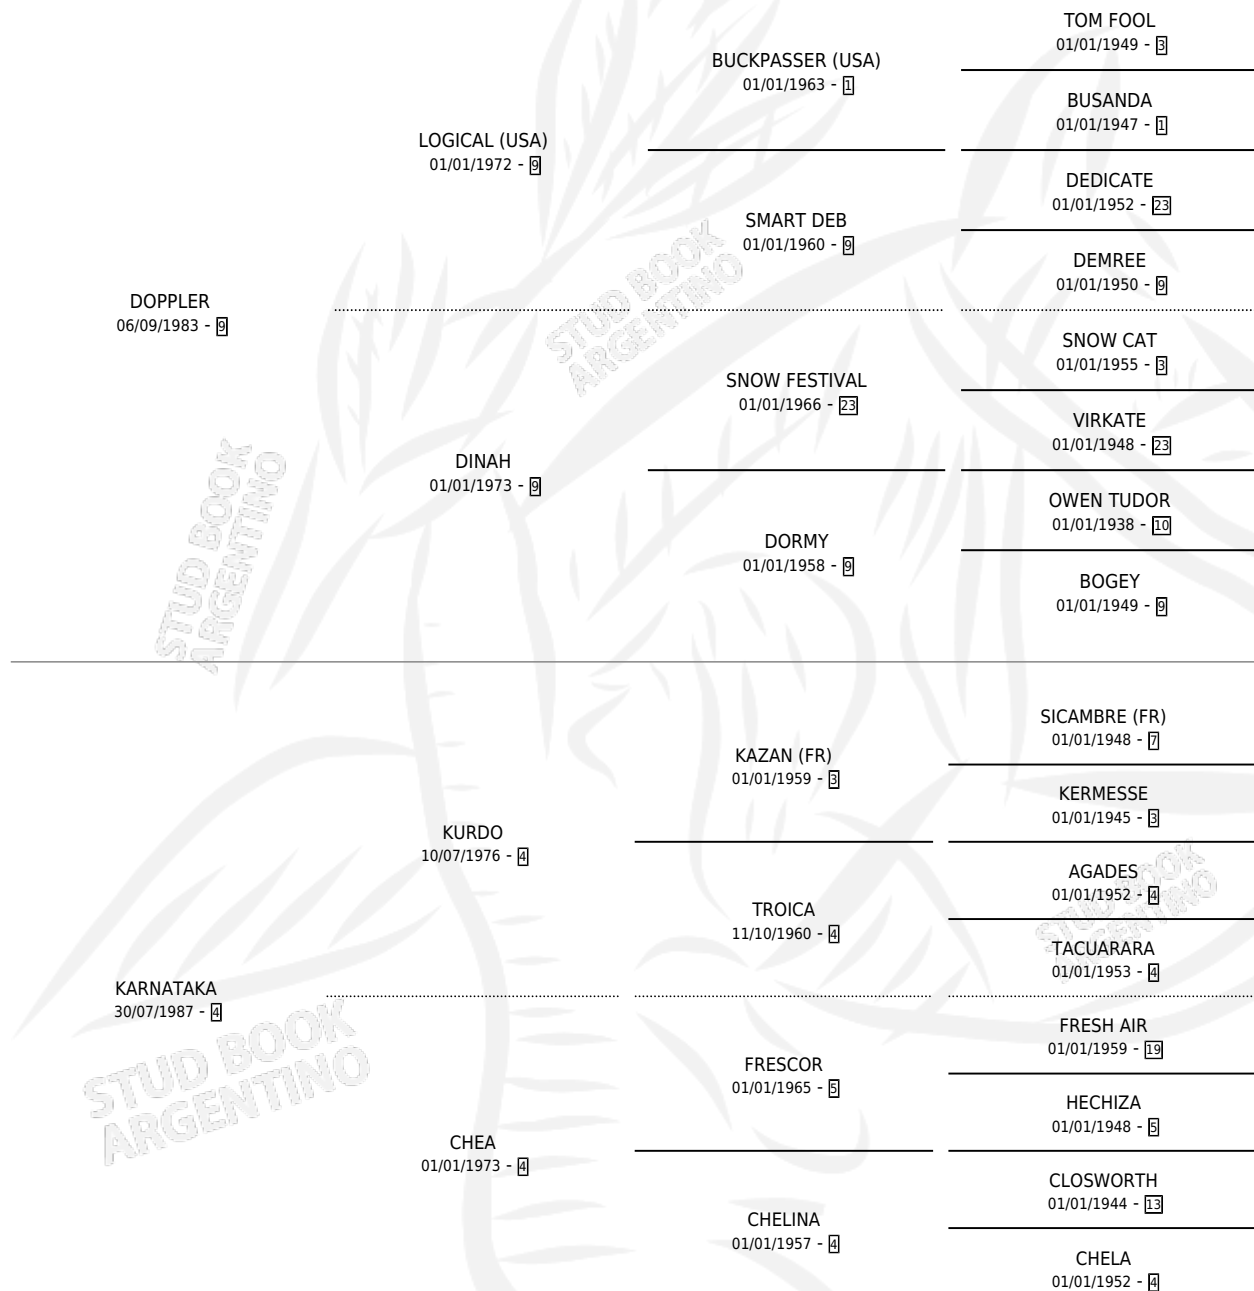 TOM FOOL
01/01/1949 - 3
BUCKPASSER (USA)
01/01/1963 - 1
BUSANDA
01/01/1947 - 1
LOGICAL (USA)
01/01/1972 - 9
DEDICATE
01/01/1952 - 23
SMART DEB
01/01/1960 - 9
DEMREE
01/01/1950 - 9
DOPPLER
06/09/1983 - 9
SNOW CAT
01/01/1955 - 3
SNOW FESTIVAL
01/01/1966 - 23
VIRKATE
01/01/1948 - 23
DINAH
01/01/1973 - 9
OWEN TUDOR
01/01/1938 - 10
DORMY
01/01/1958 - 9
BOGEY
01/01/1949 - 9
SICAMBRE (FR)
01/01/1948 - 7
KAZAN (FR)
01/01/1959 - 3
KERMESSE
01/01/1945 - 3
KURDO
10/07/1976 - 4
AGADES
01/01/1952 - 4
TROICA
11/10/1960 - 4
TACUARARA
01/01/1953 - 4
KARNATAKA
30/07/1987 - 4
FRESH AIR
01/01/1959 - 19
FRESCOR
01/01/1965 - 5
HECHIZA
01/01/1948 - 5
CHEA
01/01/1973 - 4
CLOSWORTH
01/01/1944 - 13
CHELINA
01/01/1957 - 4
CHELA
01/01/1952 - 4
STUD BOOK
ARGENTINO
STUD BOOK
ARGENTINO
STUD BOOK
ARGENTINO
STUD BOOK
ARGENTINO